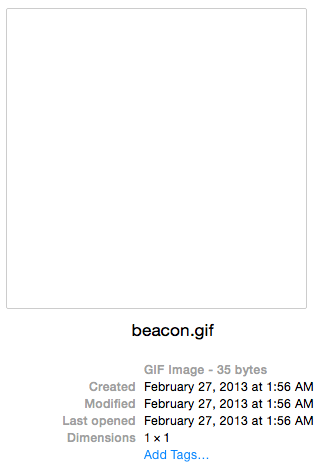 beacon.gif
GIF Image - 35 bytes
Created February 27, 2013 at 1:56 AM
Modified February 27, 2013 at 1:56 AM
Last opened February 27, 2013 at 1:56 AM
Dimensions 1 × 1
Add Tags...